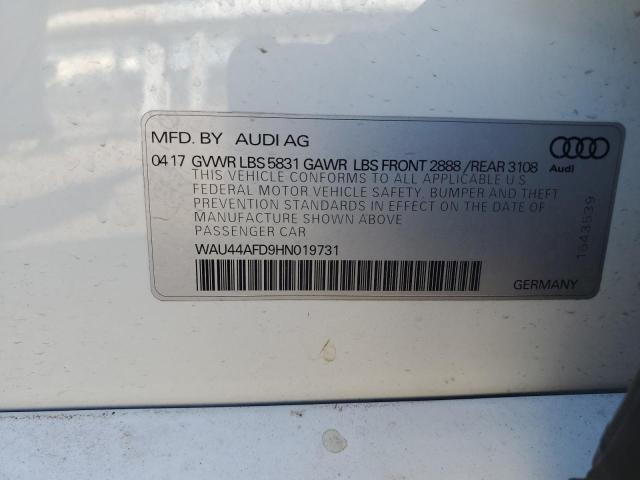 MFD. BY AUDI AG
04 17 GVWR LBS 5831 GAWR LBS FRONT 2888 /REAR 3108
Audi
THIS VEHICLE CONFORMS TO ALL APPLICABLE U S
FEDERAL MOTOR VEHICLE SAFETY, BUMPER AND THEFT
PREVENTION STANDARDS IN EFFECT ON THE DATE OF
MANUFACTURE SHOWN ABOVE
PASSENGER CAR
WAU44AFD9HN019731
GERMANY
1643539